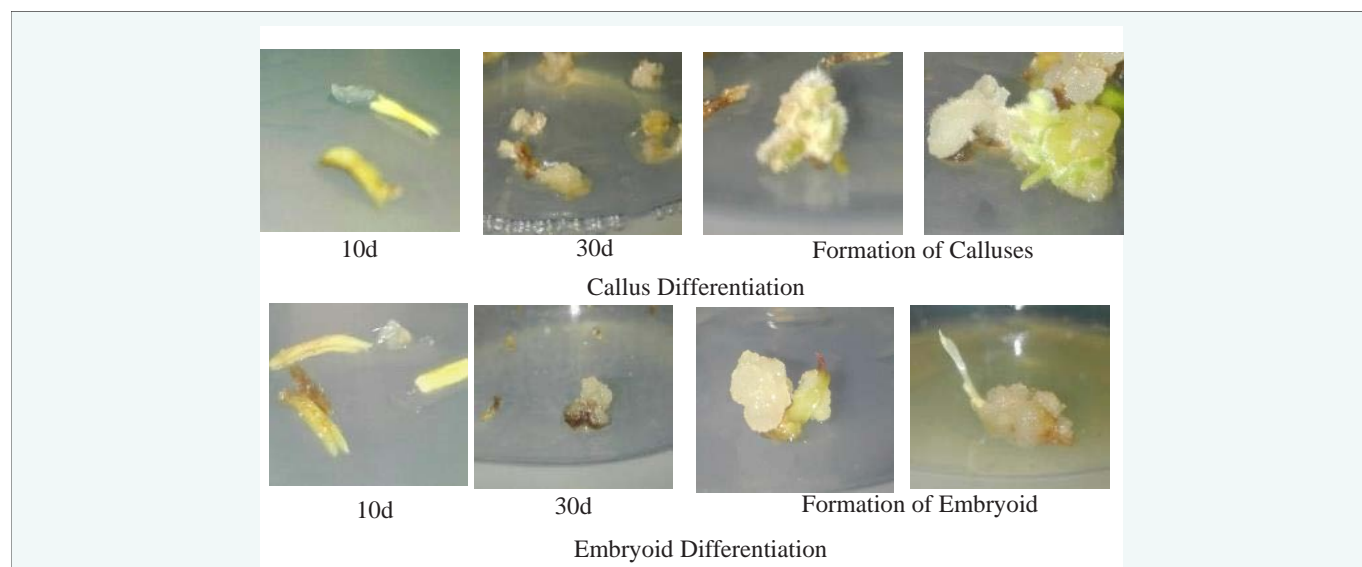 10d 30d Formation of Calluses
Callus Differentiation
10d 30d Formation of Embryoid
Embryoid Differentiation